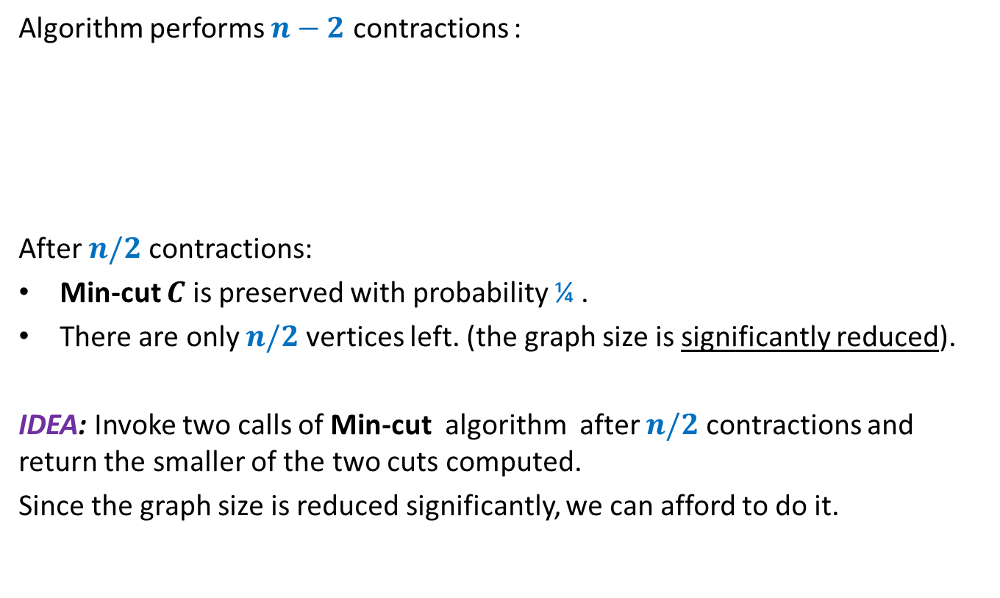 Algorithm performs n − 2 contractions :
After n/2 contractions:
• Min-cut C is preserved with probability ¼ .
• There are only n/2 vertices left. (the graph size is significantly reduced).
IDEA: Invoke two calls of Min-cut algorithm after n/2 contractions and
return the smaller of the two cuts computed.
Since the graph size is reduced significantly, we can afford to do it.